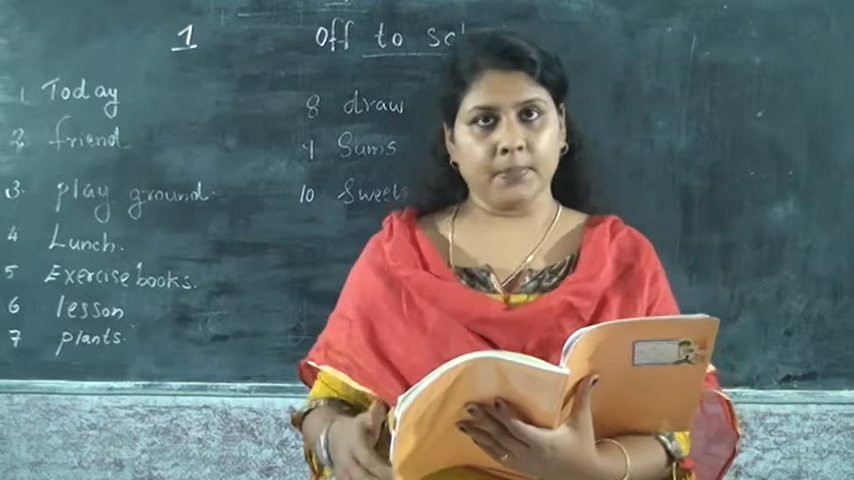 1 Off to
1 Today
2 friend
3. play ground.
4 Lunch.
5 Exercise books.
6 lesson
7 plants.
8 draw
9 Sums
10 Sweets